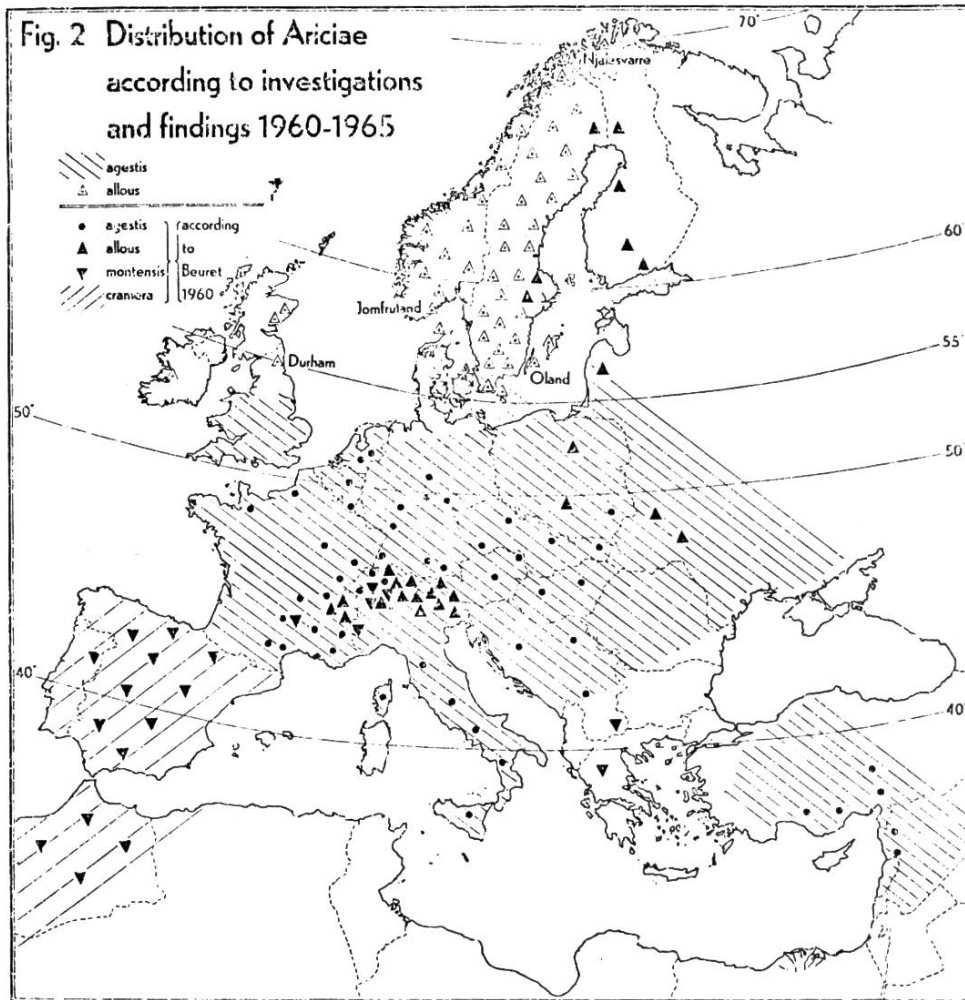 Fig. 2 Distribution of Ariciae
according to investigations
and findings 1960-1965
agestis
allous
agestis
allous
montensis
cramera
(according
to
Beuret
1960
70°
Njalesvarre
60°
Jomfruland
Durham
Oland
55°
50°
50°
40°
40°